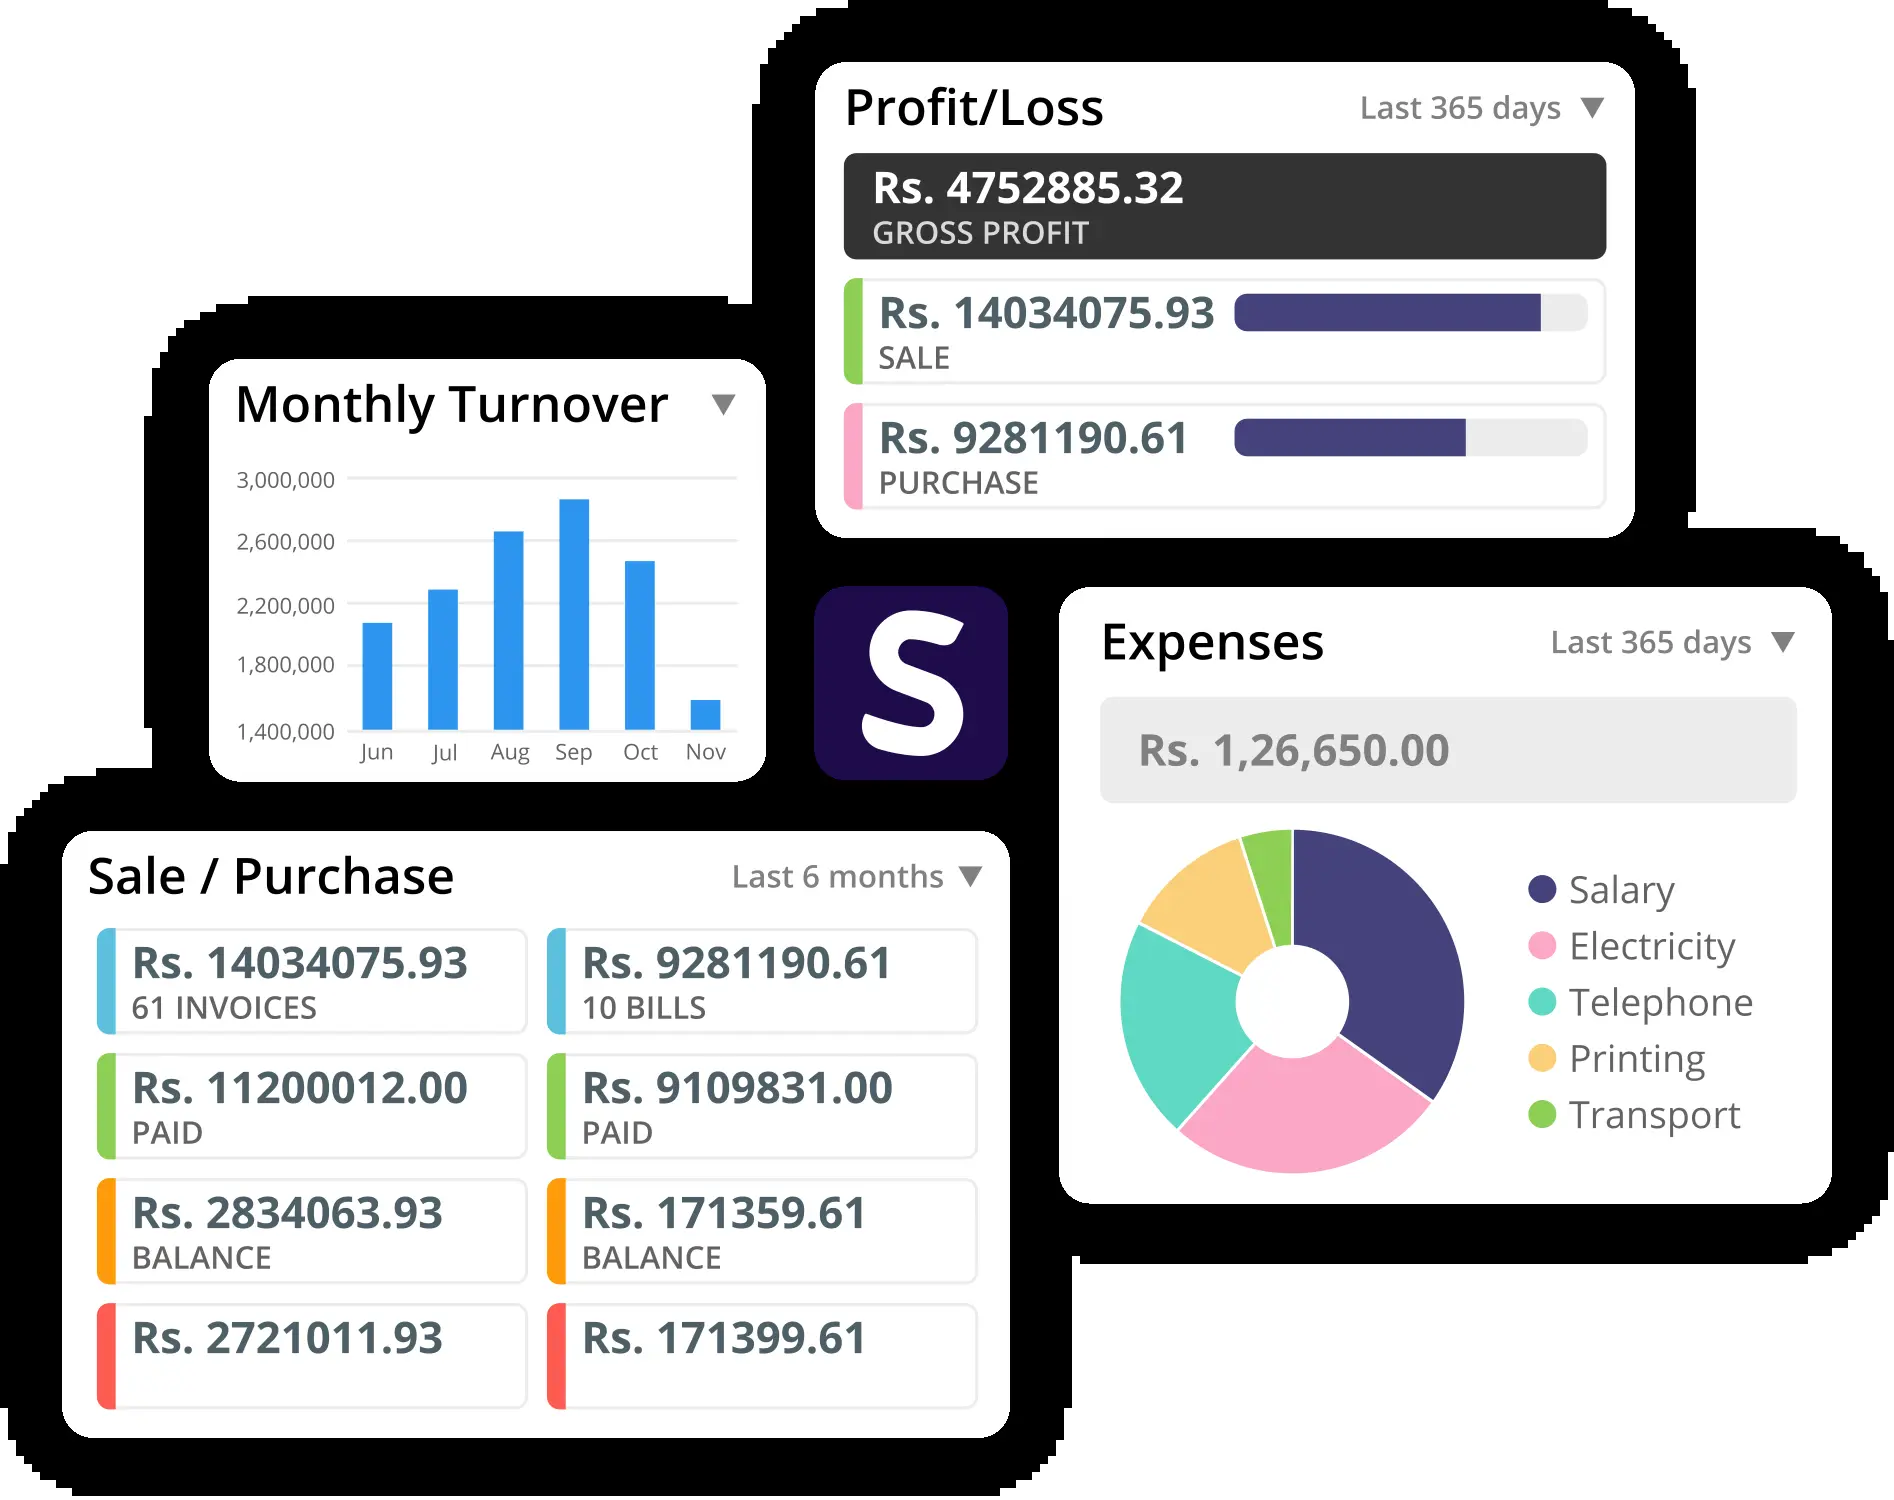 Profit/Loss
Last 365 days
Rs. 4752885.32
GROSS PROFIT
Rs. 14034075.93
SALE
Rs. 9281190.61
PURCHASE
Monthly Turnover
3,000,000
2,600,000
2,200,000
1,800,000
1,400,000
Jun Jul Aug Sep Oct Nov
S
Expenses
Last 365 days
Rs. 1,26,650.00
Salary
Electricity
Telephone
Printing
Transport
Sale / Purchase
Last 6 months
Rs. 14034075.93
61 INVOICES
Rs. 9281190.61
10 BILLS
Rs. 11200012.00
PAID
Rs. 9109831.00
PAID
Rs. 2834063.93
BALANCE
Rs. 171359.61
BALANCE
Rs. 2721011.93
Rs. 171399.61